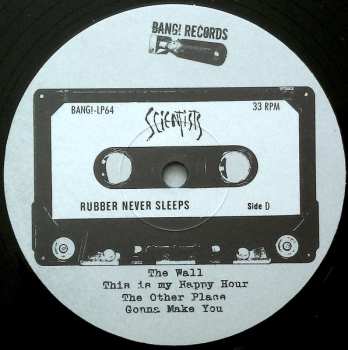 BANG! RECORDS
BANG!-LP64
33 RPM
SCIENTISTS
RUBBER NEVER SLEEPS
Side D
The Wall
This is my Happy Hour
The Other Place
Gonna Make You